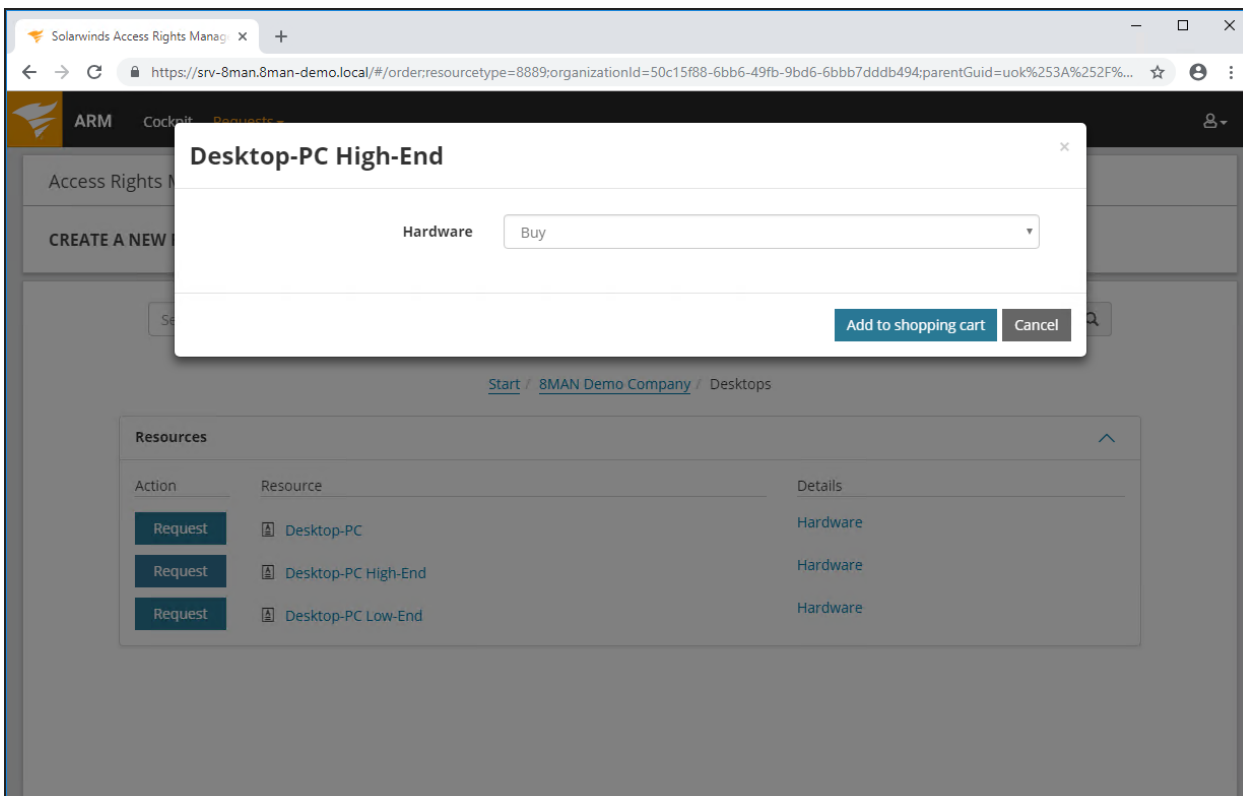 Solarwinds Access Rights Manag
https://srv-8man.8man-demo.local/#/order;resourcetype=8889;organizationId=50c15f88-6bb6-49fb-9bd6-6bbb7dddb494;parentGuid=uok%253A%252F%...
ARM Cockpit Requests
Desktop-PC High-End
Access Rights M
Hardware Buy
CREATE A NEW
Se
Add to shopping cart Cancel
Start / 8MAN Demo Company / Desktops
Resources
Action Resource Details
Request Desktop-PC Hardware
Request Desktop-PC High-End Hardware
Request Desktop-PC Low-End Hardware